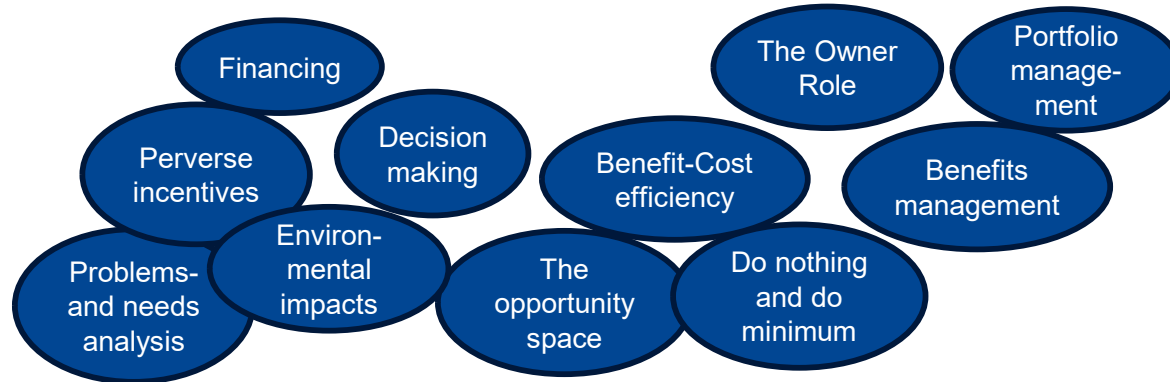 Financing
Perverse
incentives
Decision
making
Problems-
and needs
analysis
Environ-
mental
impacts
The
opportunity
space
Benefit-Cost
efficiency
Do nothing
and do
minimum
The Owner
Role
Portfolio
manage-
ment
Benefits
management